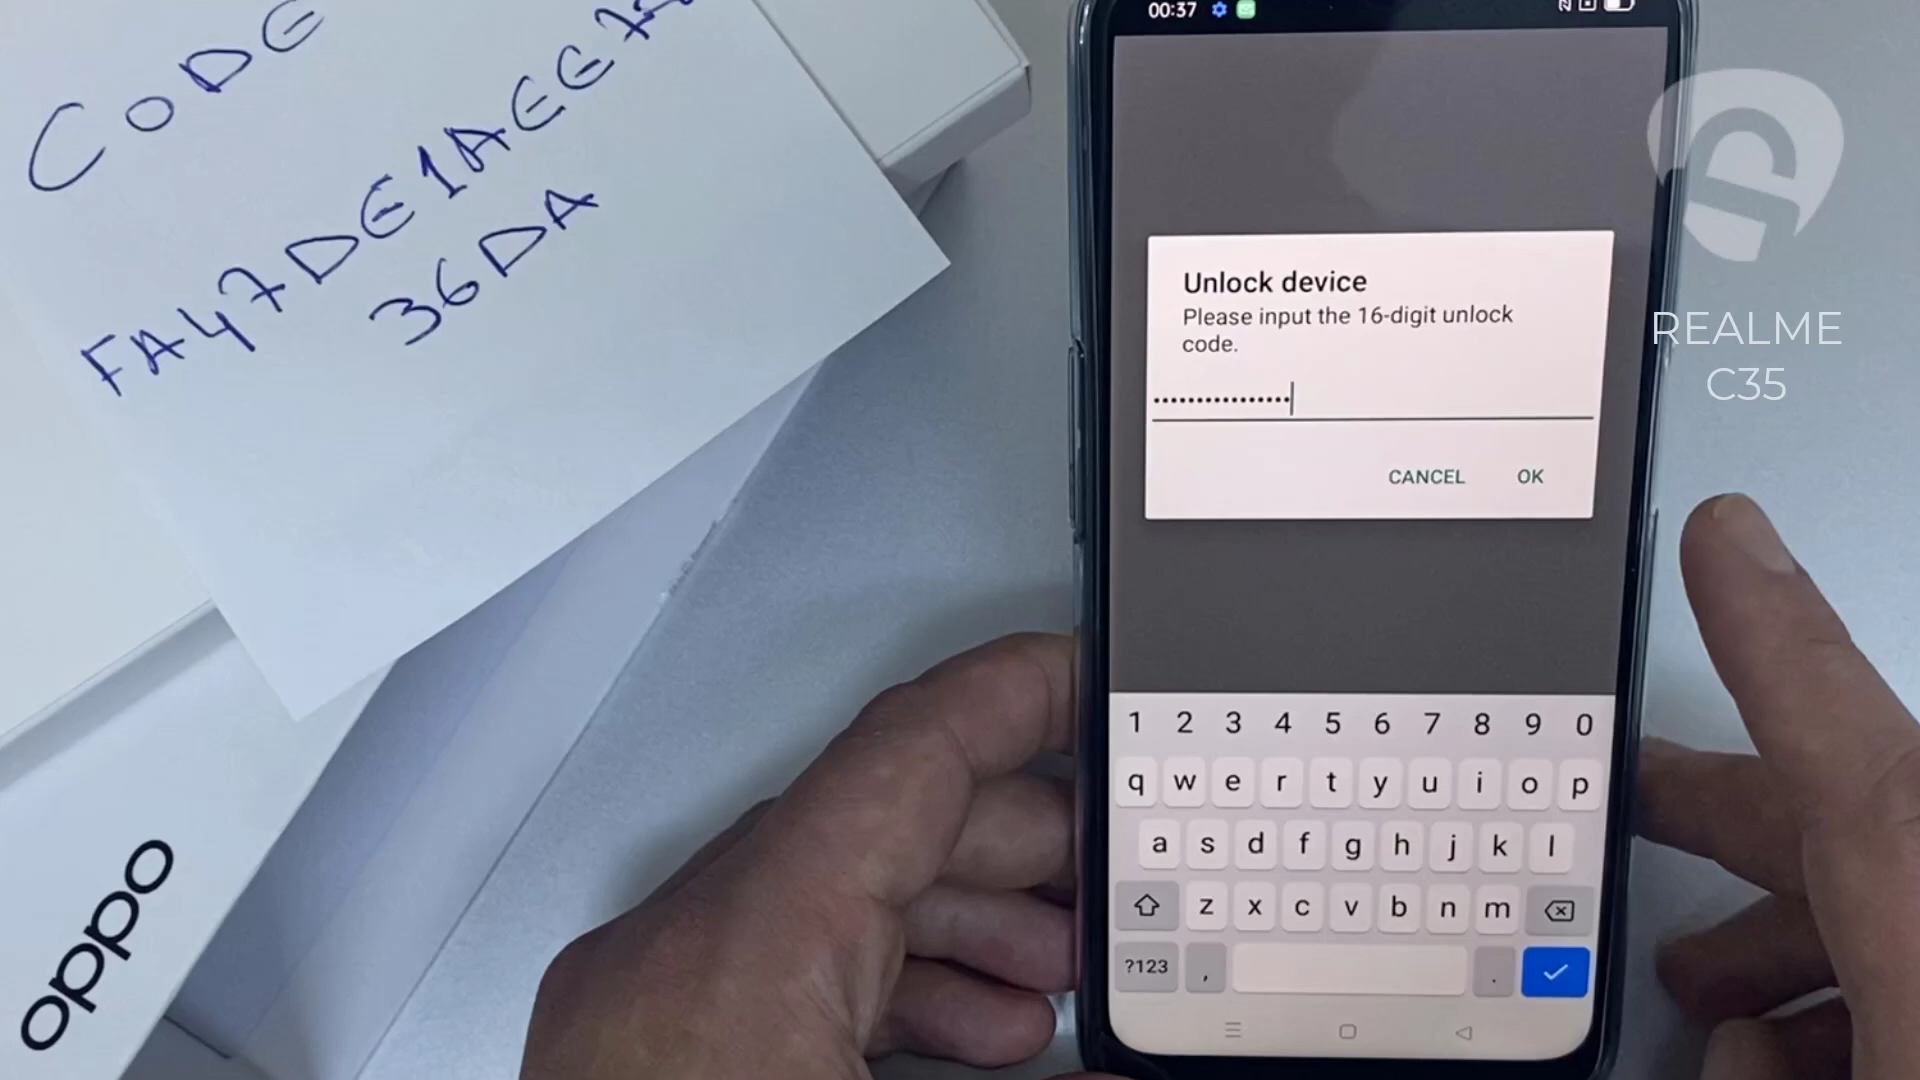 CODE
FA47DE1AEE7
36DA
oppo
00:37
Unlock device
Please input the 16-digit unlock
code.
••••••••••••••••
CANCEL OK
1 2 3 4 5 6 7 8 9 0
q w e r t y u i o p
a s d f g h j k l
z x c v b n m
?123 , .
REALME
C35